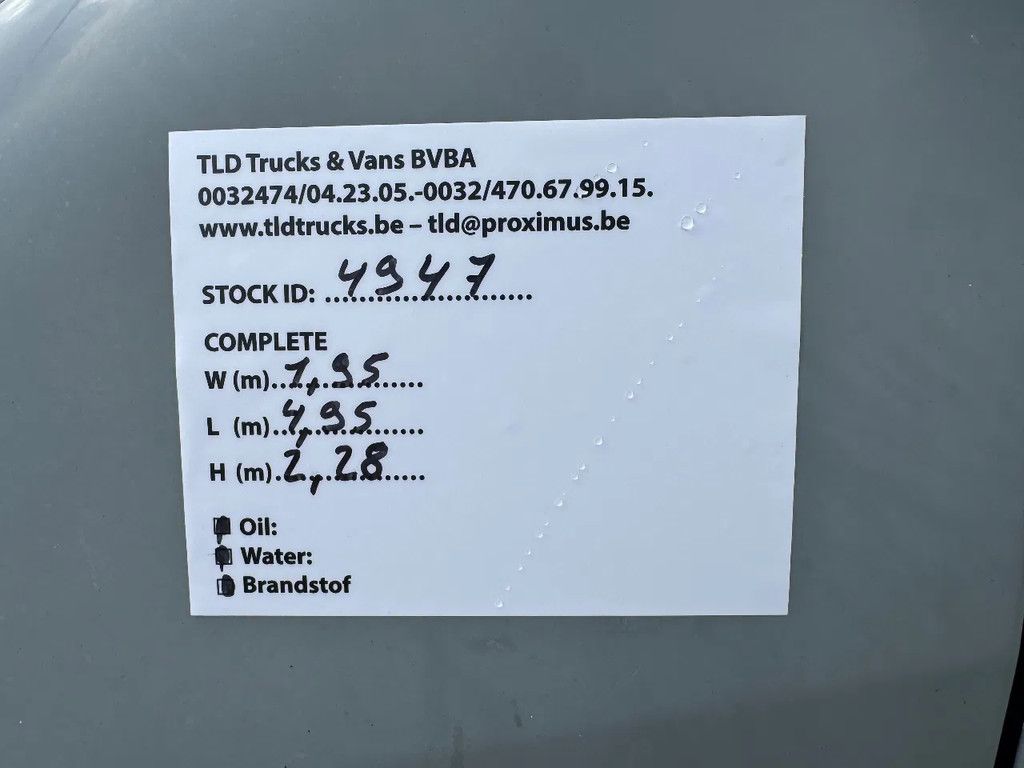 TLD Trucks & Vans BVBA
0032474/04.23.05.-0032/470.67.99.15.
www.tldtrucks.be – tld@proximus.be
STOCK ID: 4947
COMPLETE
W (m) 1,95
L (m) 4,95
H (m) 2,28
Oil:
Water:
Brandstof